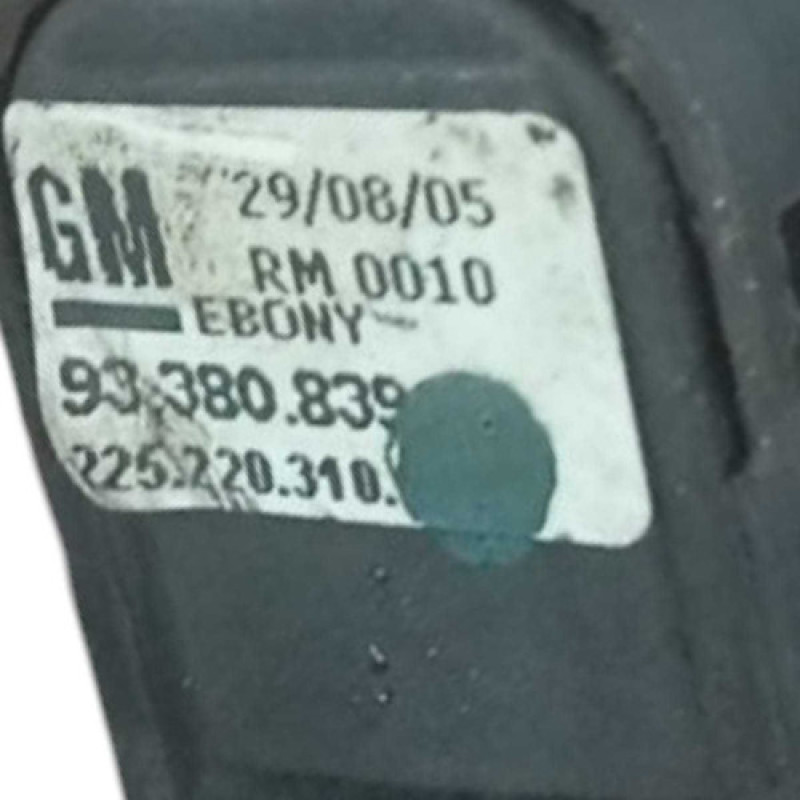 GM 29/08/05
RM 0010
EBONY
93.380.839
225.220.310.